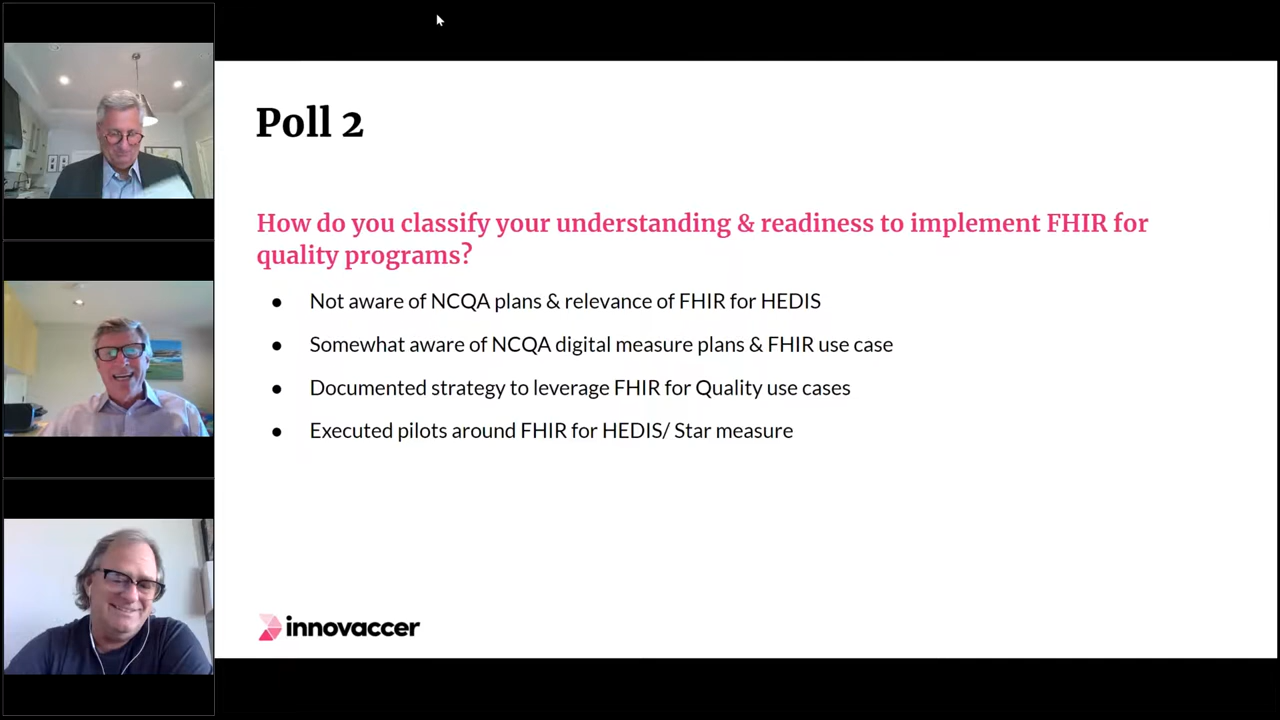 Poll 2
How do you classify your understanding & readiness to implement FHIR for
quality programs?
● Not aware of NCQA plans & relevance of FHIR for HEDIS
● Somewhat aware of NCQA digital measure plans & FHIR use case
● Documented strategy to leverage FHIR for Quality use cases
● Executed pilots around FHIR for HEDIS/ Star measure
innovaccer